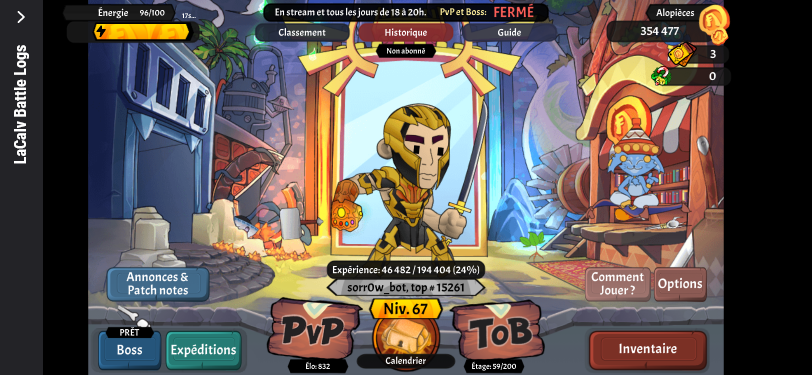 LaCalv Battle Logs
Énergie 96/100
17s...
En stream et tous les jours de 18 à 20h. PvP et Boss: FERMÉ
Alopièces
354 477
3
0
Classement
Historique
Guide
Non abonné
Annonces &
Patch notes
Expérience: 46 482 / 194 404 (24%)
sorr0w_bot, top # 15261
Niv. 67
Comment
Jouer ?
Options
PRÊT
Boss
Expéditions
PvP
Élo: 832
Calendrier
ToB
Étage: 59/200
Inventaire